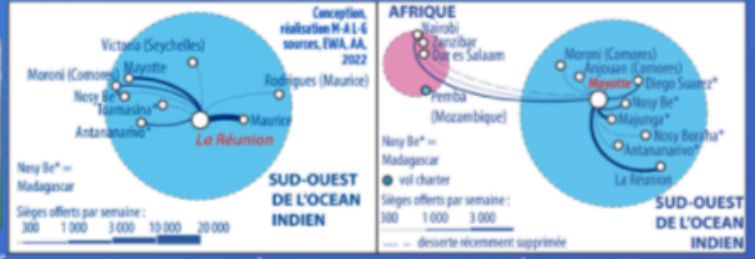 Conception,
réalisation M-A L-G
sources, EWA, AA,
2022
Victoria (Seychelles)
Moroni (Comores)
Mayotte
Rodrigues (Maurice)
Nosy Be*
Toamasina*
Antananarivo*
Maurice
La Réunion
Nosy Be* =
Madagascar
SUD-OUEST
DE L'OCEAN
INDIEN
Sièges offerts par semaine :
300 1 000 3 000 10 000 20 000
AFRIQUE
Nairobi
Zanzibar
Dar es Salaam
Pemba
(Mozambique)
Moroni (Comores)
Anjouan (Comores)
Mayotte
Diego Suarez*
Nosy Be*
Majunga*
Nosy Boraha*
Antananarivo*
La Réunion
Nosy Be* =
Madagascar
vol charter
Sièges offerts par semaine :
300 1 000 3 000
SUD-OUEST
DE L'OCEAN
INDIEN
desserte récemment supprimée